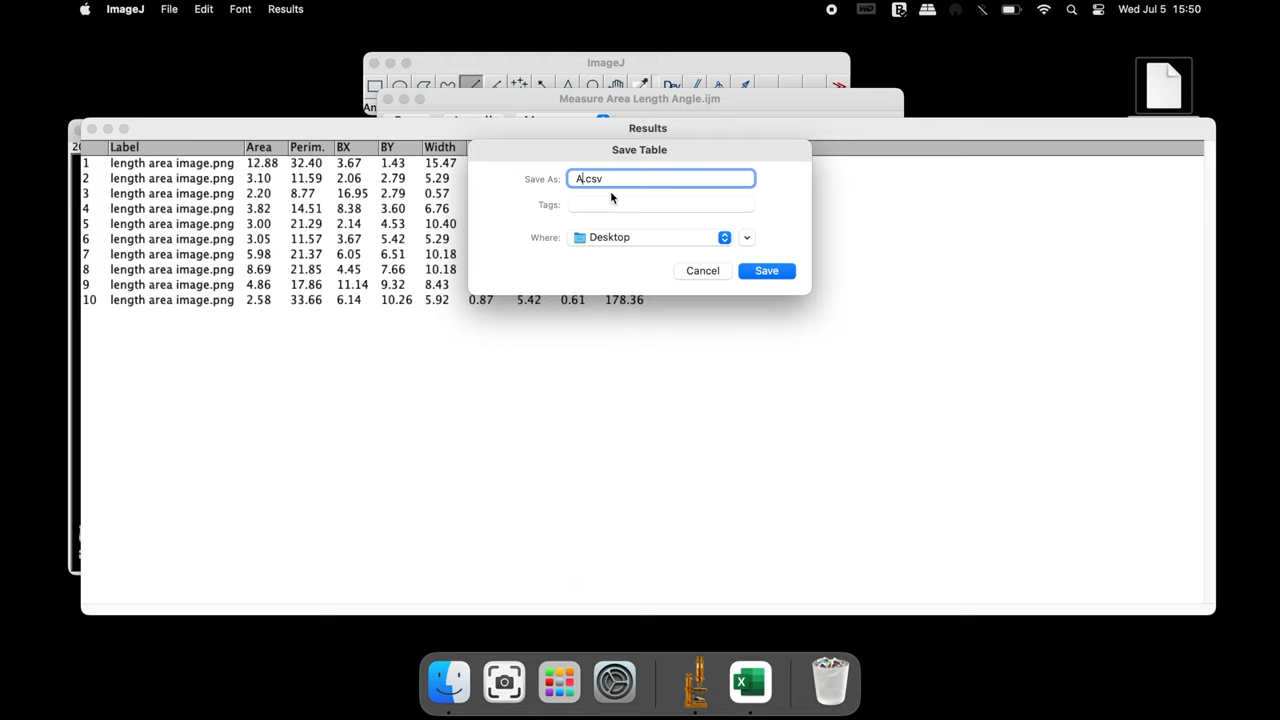 ImageJ File Edit Font Results Wed Jul 5 15:50
ImageJ
Dev
Measure Area Length Angle.ijm
Results
Label Area Perim. BX BY Width
Save Table
1 length area image.png 12.88 32.40 3.67 1.43 15.47
2 length area image.png 3.10 11.59 2.06 2.79 5.29
3 length area image.png 2.20 8.77 16.95 2.79 0.57
4 length area image.png 3.82 14.51 8.38 3.60 6.76
5 length area image.png 3.00 21.29 2.14 4.53 10.40
6 length area image.png 3.05 11.57 3.67 5.42 5.29
7 length area image.png 5.98 21.37 6.05 6.51 10.18
8 length area image.png 8.69 21.85 4.45 7.66 10.18
9 length area image.png 4.86 17.86 11.14 9.32 8.43
10 length area image.png 2.58 33.66 6.14 10.26 5.92 0.87 5.42 0.61 178.36
Save As: A.csv
Tags:
Where: Desktop
Cancel Save